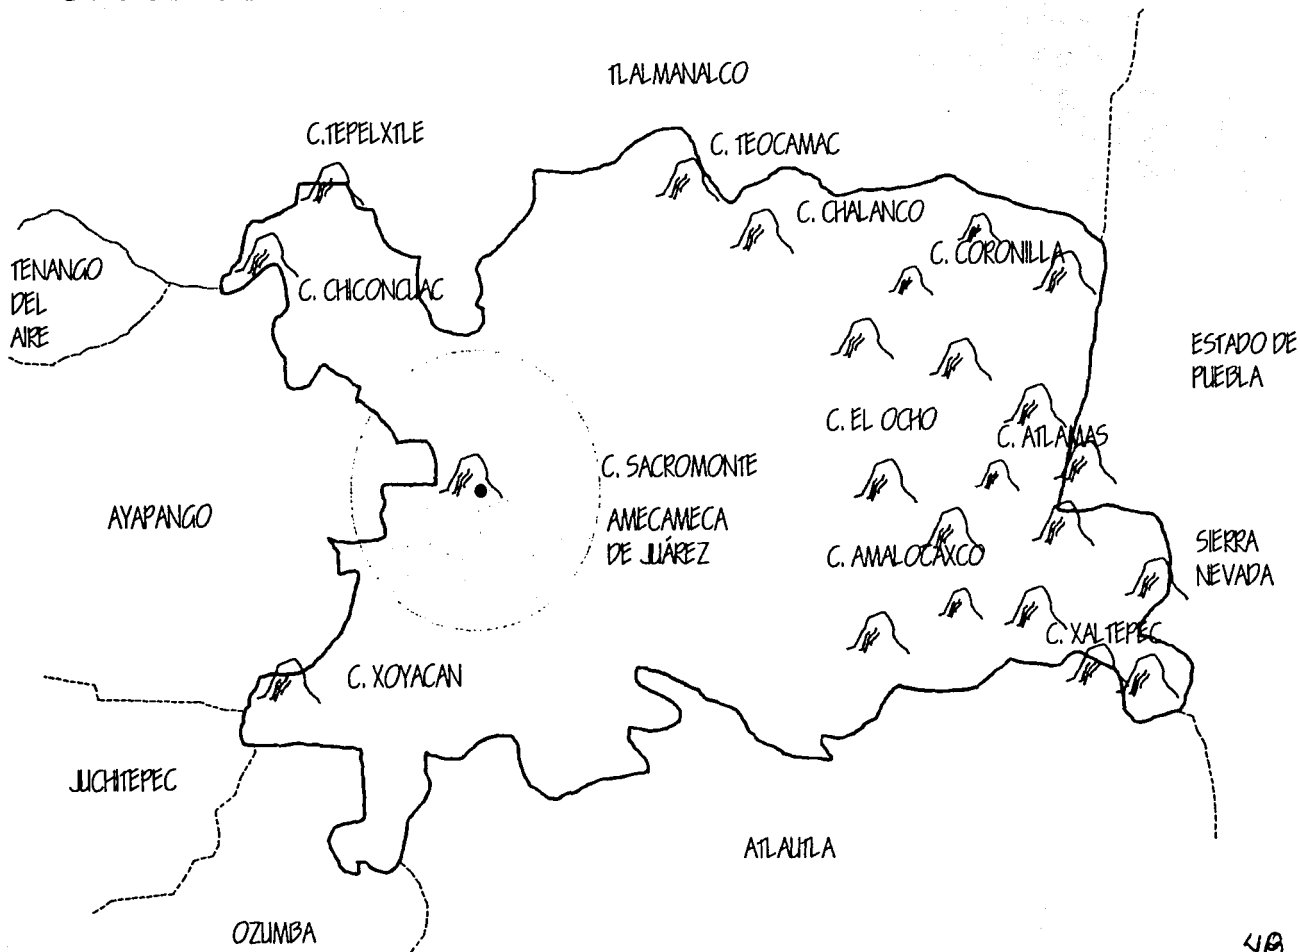 TLALMANALCO
C.TEPELXTLE
C. TEOCAMAC
C. CHALANCO
C. CORONILLA
TENANGO
DEL
AIRE
C. CHICONCUAC
ESTADO DE
PUEBLA
C. EL OCHO
C. ATLAMAS
C. SACROMONTE
AYAPANGO
AMECAMECA
DE JUÁREZ
C. AMALOCAXCO
SIERRA
NEVADA
C. XALTEPEC
C. XOYACAN
JUCHITEPEC
ATLAUTLA
OZUMBA